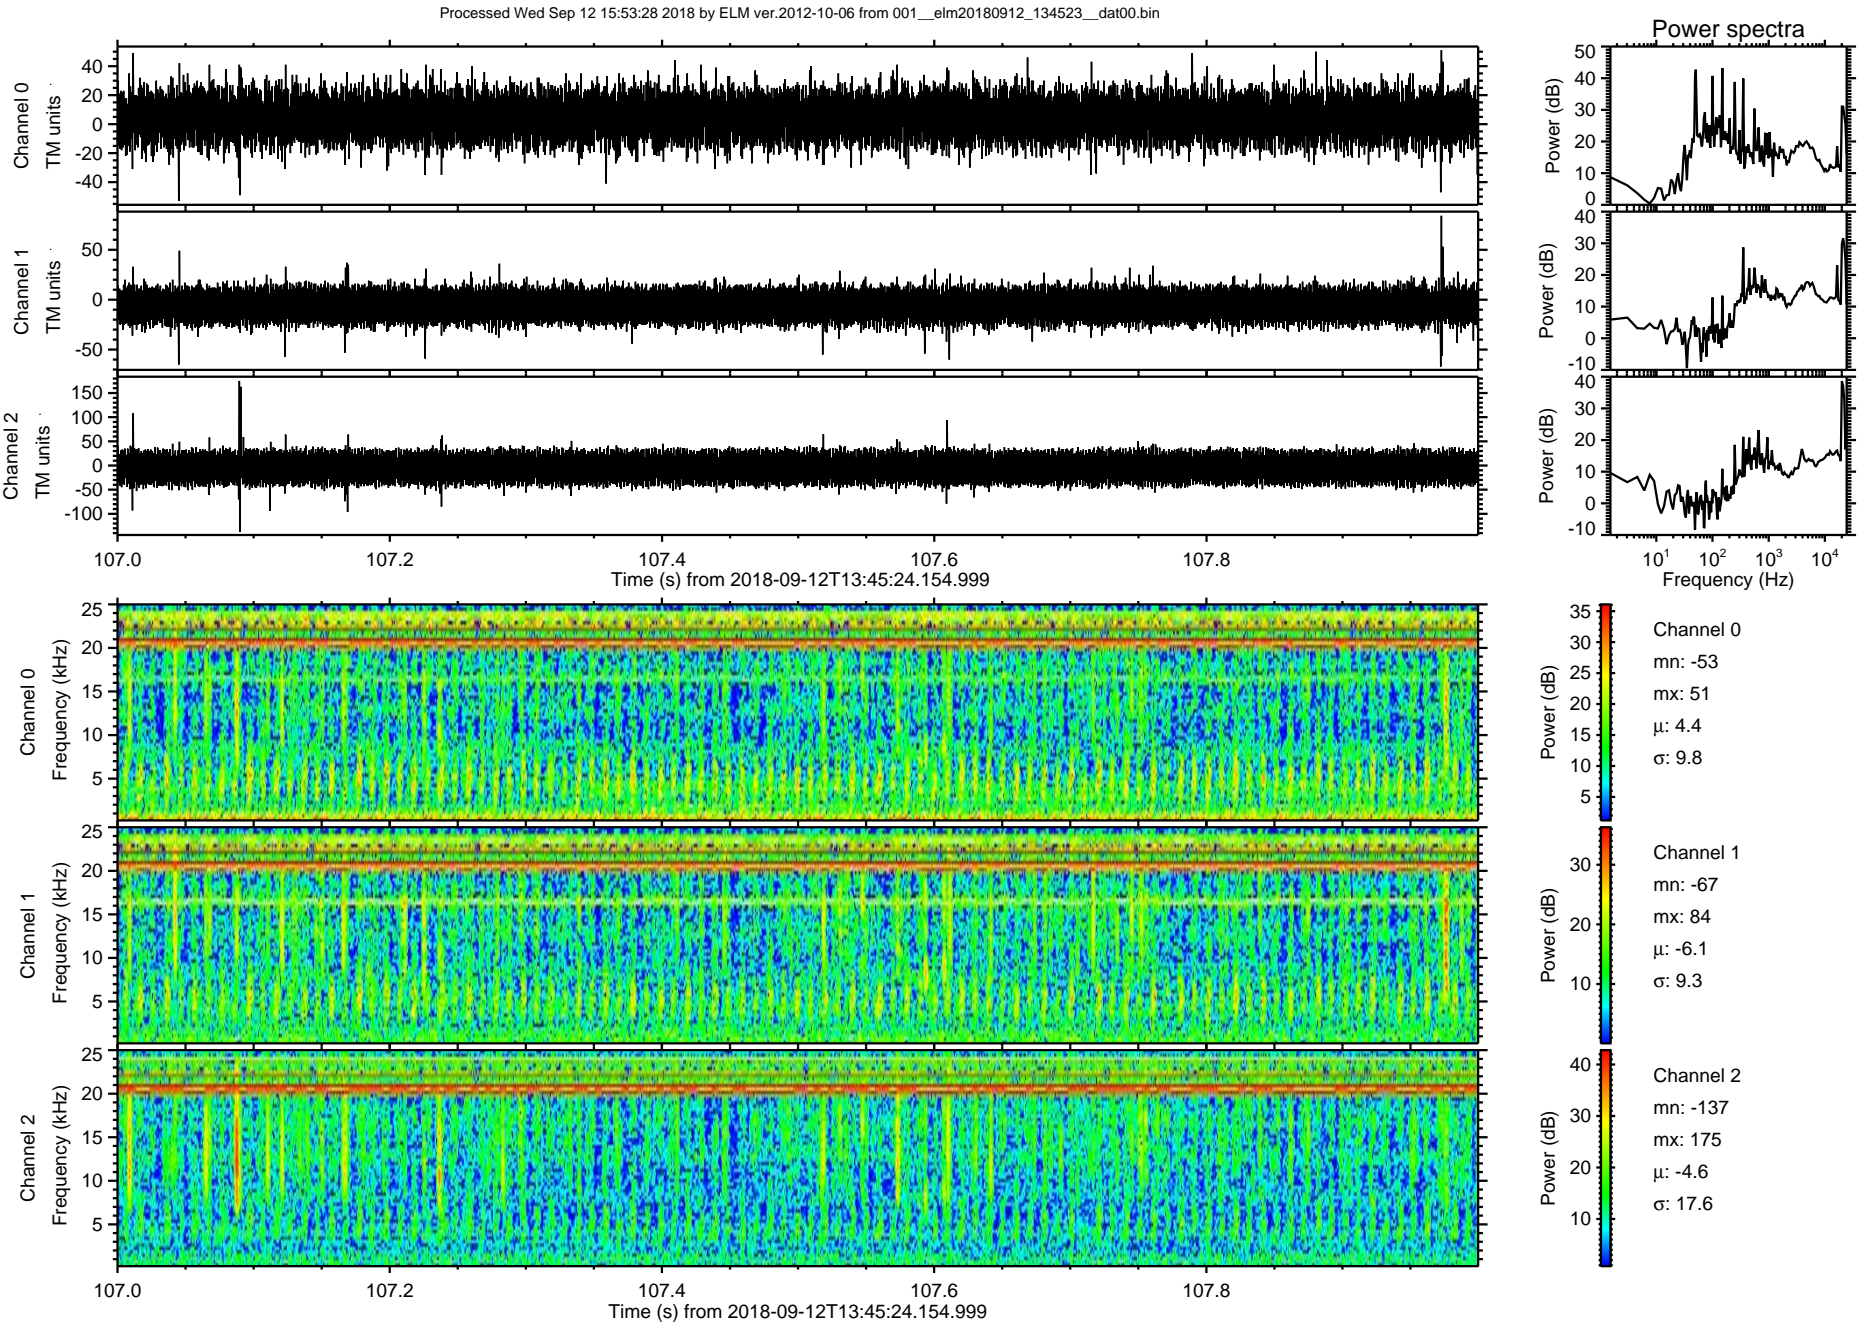 Processed Wed Sep 12 15:53:28 2018 by ELM ver.2012-10-06 from 001__elm20180912_134523__dat00.bin
Power spectra
Channel 0
TM units
40
20
0
-20
-40
Power (dB)
50
40
30
20
10
0
Channel 1
TM units
50
0
-50
Power (dB)
40
30
20
10
0
-10
Channel 2
TM units
150
100
50
0
-50
-100
Power (dB)
40
30
20
10
0
-10
107.0 107.2 107.4 107.6 107.8
Time (s) from 2018-09-12T13:45:24.154.999
10¹ 10² 10³ 10⁴
Frequency (Hz)
Channel 0
Frequency (kHz)
25
20
15
10
5
Power (dB)
35
30
25
20
15
10
5
Channel 0
mn: -53
mx: 51
μ: 4.4
σ: 9.8
Channel 1
Frequency (kHz)
25
20
15
10
5
Power (dB)
30
20
10
Channel 1
mn: -67
mx: 84
μ: -6.1
σ: 9.3
Channel 2
Frequency (kHz)
25
20
15
10
5
Power (dB)
40
30
20
10
Channel 2
mn: -137
mx: 175
μ: -4.6
σ: 17.6
107.0 107.2 107.4 107.6 107.8
Time (s) from 2018-09-12T13:45:24.154.999